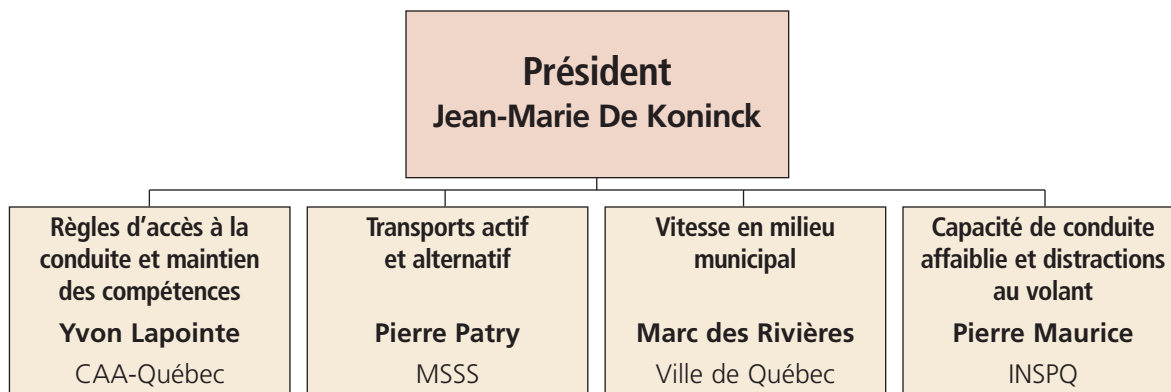 Président
Jean-Marie De Koninck
Règles d'accès à la
conduite et maintien
des compétences
Yvon Lapointe
CAA-Québec
Transports actif
et alternatif
Pierre Patry
MSSS
Vitesse en milieu
municipal
Marc des Rivières
Ville de Québec
Capacité de conduite
affaiblie et distractions
au volant
Pierre Maurice
INSPQ